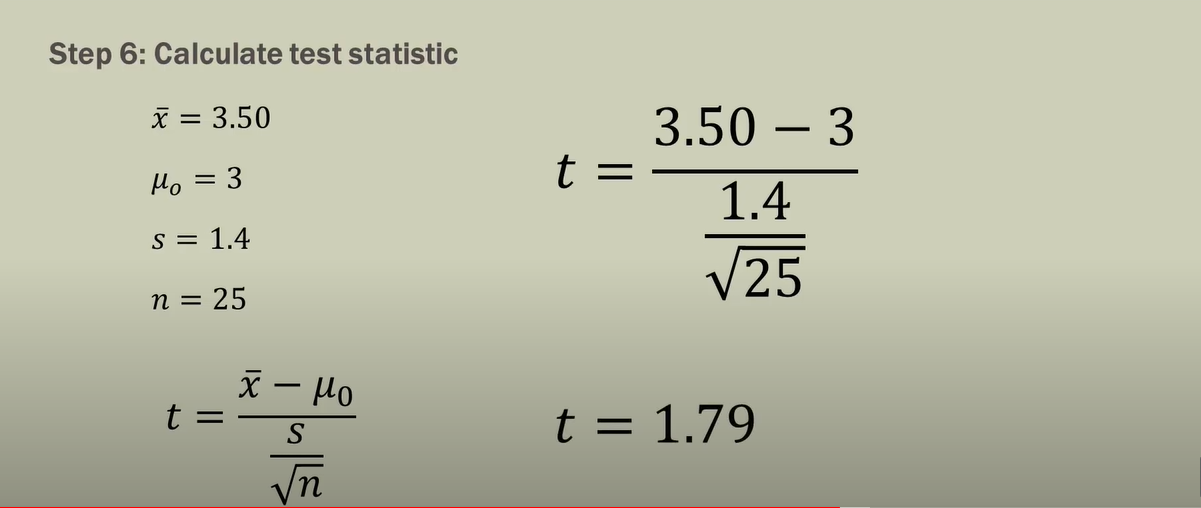 Step 6: Calculate test statistic
x̄ = 3.50
μₒ = 3
s = 1.4
n = 25
t = (x̄ − μ₀) / (s / √n)
t = (3.50 − 3) / (1.4 / √25)
t = 1.79